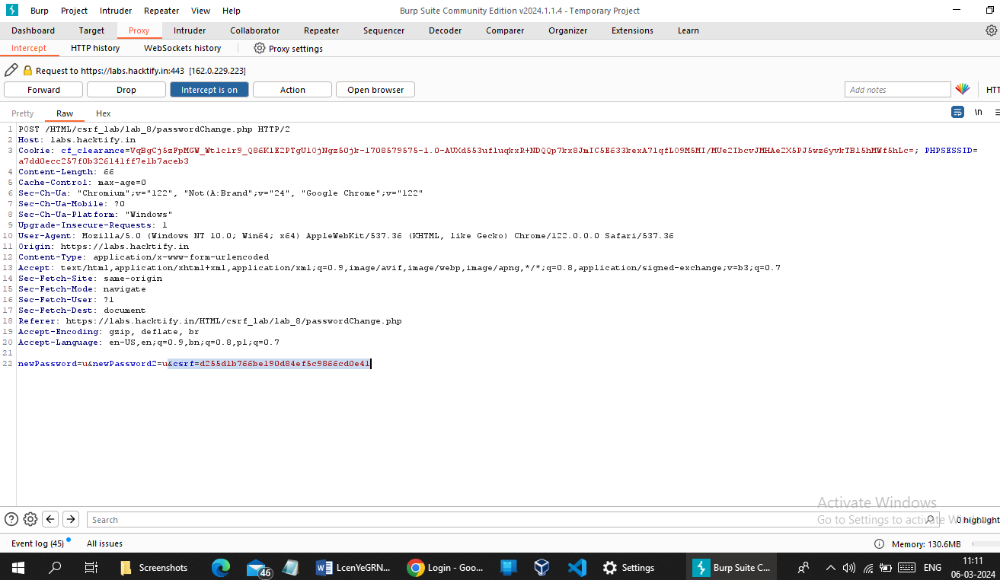 Burp Project Intruder Repeater View Help Burp Suite Community Edition v2024.1.1.4 - Temporary Project
Dashboard Target Proxy Intruder Collaborator Repeater Sequencer Decoder Comparer Organizer Extensions Learn
Intercept HTTP history WebSockets history Proxy settings
Request to https://labs.hacktify.in:443 [162.0.229.223]
Forward Drop Intercept is on Action Open browser Add notes HTT
Pretty Raw Hex \n
1 POST /HTML/csrf_lab/lab_8/passwordChange.php HTTP/2
2 Host: labs.hacktify.in
3 Cookie: cf_clearance=VqBgCj5zFpMGW_Wtlclr9_Q86KlE2PTgUl0jNgz50jk-1708579575-1.0-AUXd553ufluqkxR+NDQQp7kx8JmIC5E633kexA7lqfL09M5MI/MUe2IbcvJMHAe2X5PJ5wz6yvkTBl5hMWf5hLc=; PHPSESSID=
a7dd0ecc257f0b326141ff7e1b7aceb3
4 Content-Length: 66
5 Cache-Control: max-age=0
6 Sec-Ch-Ua: "Chromium";v="122", "Not(A:Brand";v="24", "Google Chrome";v="122"
7 Sec-Ch-Ua-Mobile: ?0
8 Sec-Ch-Ua-Platform: "Windows"
9 Upgrade-Insecure-Requests: 1
10 User-Agent: Mozilla/5.0 (Windows NT 10.0; Win64; x64) AppleWebKit/537.36 (KHTML, like Gecko) Chrome/122.0.0.0 Safari/537.36
11 Origin: https://labs.hacktify.in
12 Content-Type: application/x-www-form-urlencoded
13 Accept: text/html,application/xhtml+xml,application/xml;q=0.9,image/avif,image/webp,image/apng,*/*;q=0.8,application/signed-exchange;v=b3;q=0.7
14 Sec-Fetch-Site: same-origin
15 Sec-Fetch-Mode: navigate
16 Sec-Fetch-User: ?1
17 Sec-Fetch-Dest: document
18 Referer: https://labs.hacktify.in/HTML/csrf_lab/lab_8/passwordChange.php
19 Accept-Encoding: gzip, deflate, br
20 Accept-Language: en-US,en;q=0.9,bn;q=0.8,pl;q=0.7
21
22 newPassword=u&newPassword2=u&csrf=d255d1b766be190d84ef5c9866cd0e41
Activate Windows
Go to Settings to activate Windows
Search 0 highlight
Event log (45) All issues Memory: 130.6MB
Screenshots 46 LcenYeGRN... Login - Goo... Settings Burp Suite C... ENG 11:11
06-03-2024